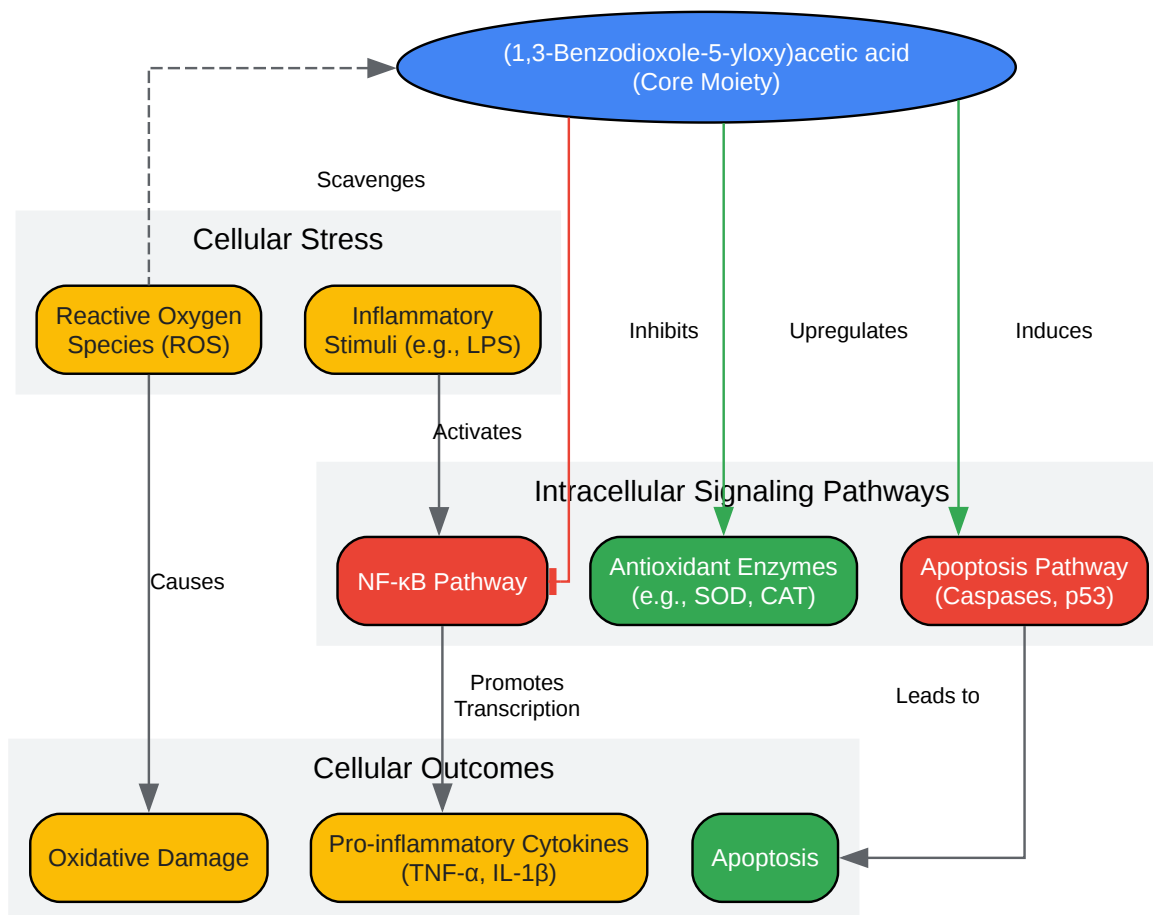 (1,3-Benzodioxole-5-yloxy)acetic acid
(Core Moiety)
Scavenges
Cellular Stress
Reactive Oxygen
Species (ROS)
Inflammatory
Stimuli (e.g., LPS)
Inhibits
Upregulates
Induces
Activates
Intracellular Signaling Pathways
NF-κB Pathway
Antioxidant Enzymes
(e.g., SOD, CAT)
Apoptosis Pathway
(Caspases, p53)
Causes
Promotes
Transcription
Leads to
Cellular Outcomes
Oxidative Damage
Pro-inflammatory Cytokines
(TNF-α, IL-1β)
Apoptosis